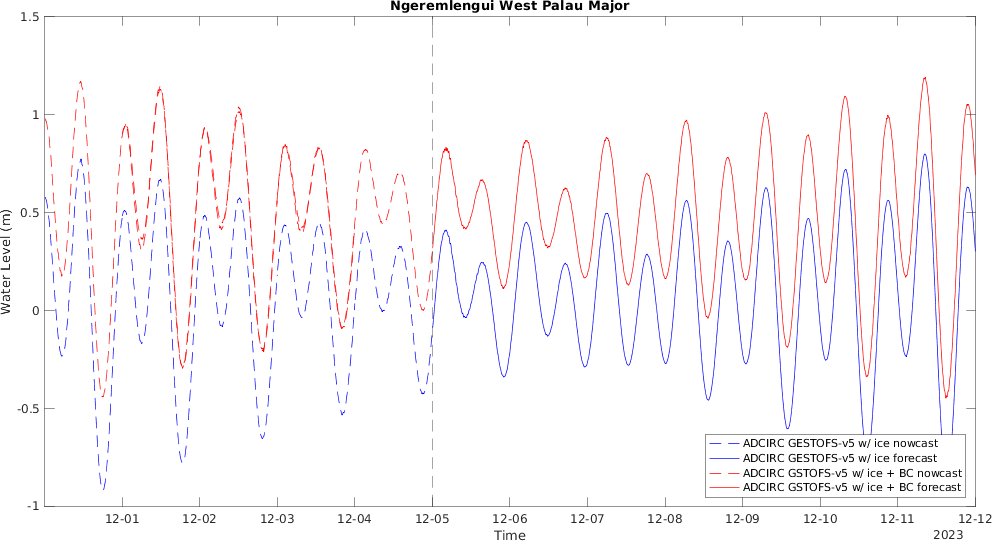 Ngeremlengui West Palau Major
1.5
1
0.5
0
-0.5
-1
Water Level (m)
12-01 12-02 12-03 12-04 12-05 12-06 12-07 12-08 12-09 12-10 12-11 12-12
Time
2023
ADCIRC GESTOFS-v5 w/ ice nowcast
ADCIRC GESTOFS-v5 w/ ice forecast
ADCIRC GSTOFS-v5 w/ ice + BC nowcast
ADCIRC GSTOFS-v5 w/ ice + BC forecast